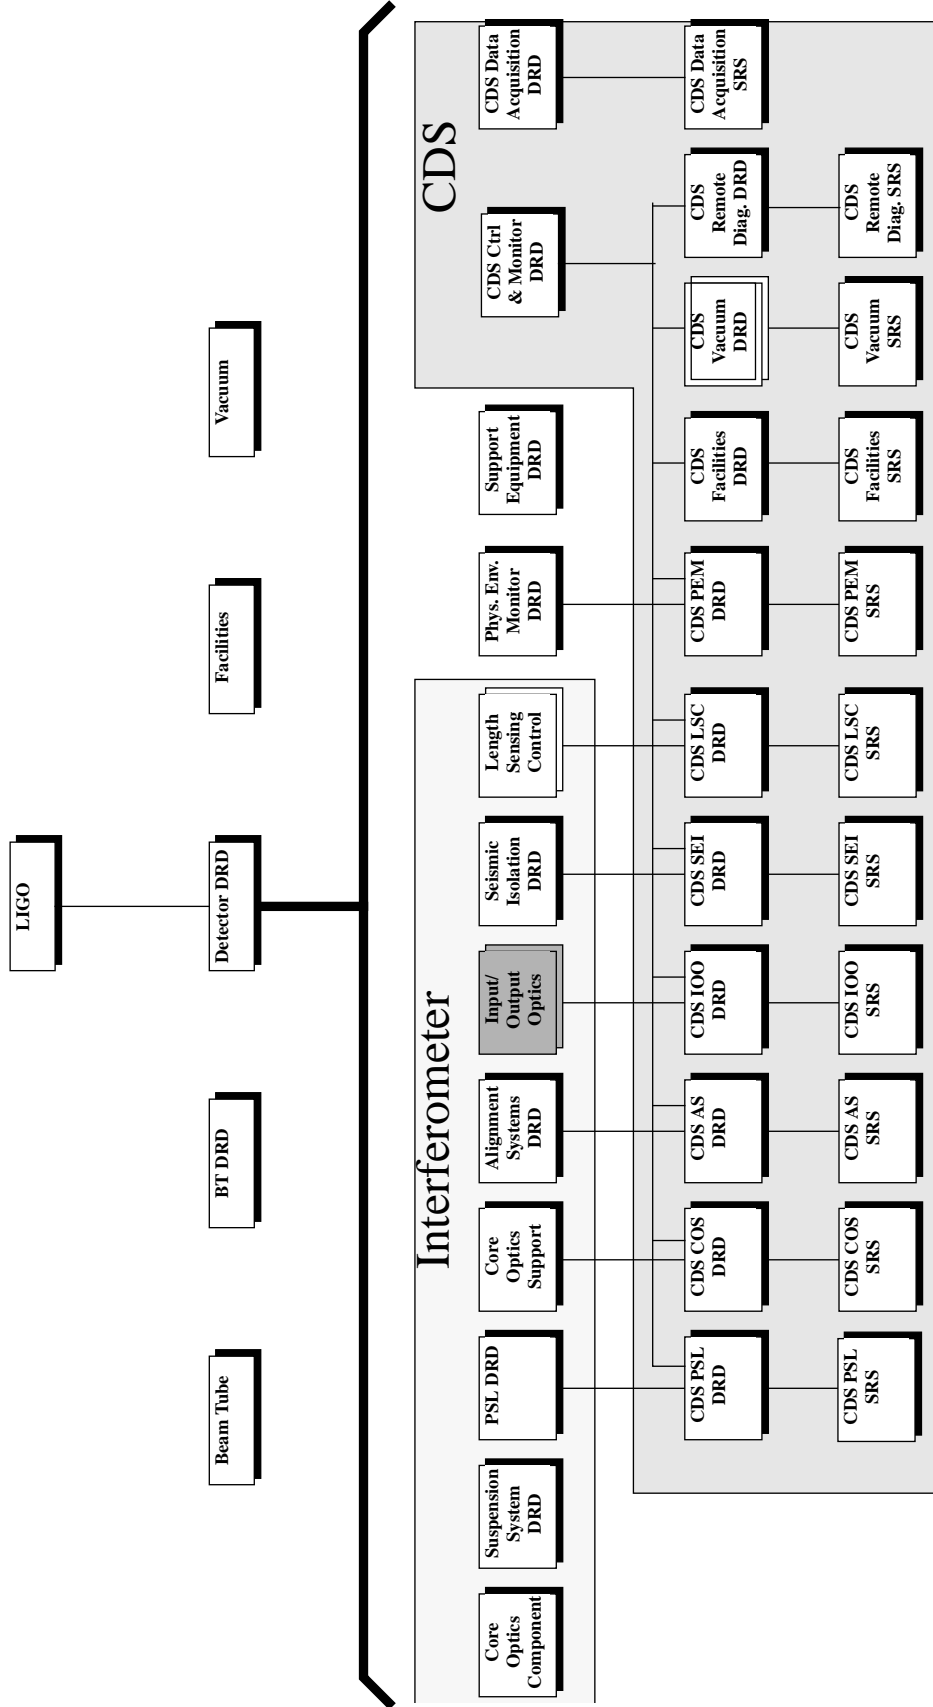 LIGO
Beam Tube
BT DRD
Detector DRD
Facilities
Vacuum
Interferometer
CDS
Core
Optics
Component
Suspension
System
DRD
PSL DRD
Core
Optics
Support
Alignment
Systems
DRD
Input/
Output
Optics
Seismic
Isolation
DRD
Length
Sensing
Control
Phys. Env.
Monitor
DRD
Support
Equipment
DRD
CDS Ctrl
& Monitor
DRD
CDS Data
Acquisition
DRD
CDS PSL
DRD
CDS COS
DRD
CDS AS
DRD
CDS IOO
DRD
CDS SEI
DRD
CDS LSC
DRD
CDS PEM
DRD
CDS
Facilities
DRD
CDS
Vacuum
DRD
CDS
Remote
Diag. DRD
CDS Data
Acquisition
SRS
CDS PSL
SRS
CDS COS
SRS
CDS AS
SRS
CDS IOO
SRS
CDS SEI
SRS
CDS LSC
SRS
CDS PEM
SRS
CDS
Facilities
SRS
CDS
Vacuum
SRS
CDS
Remote
Diag. SRS